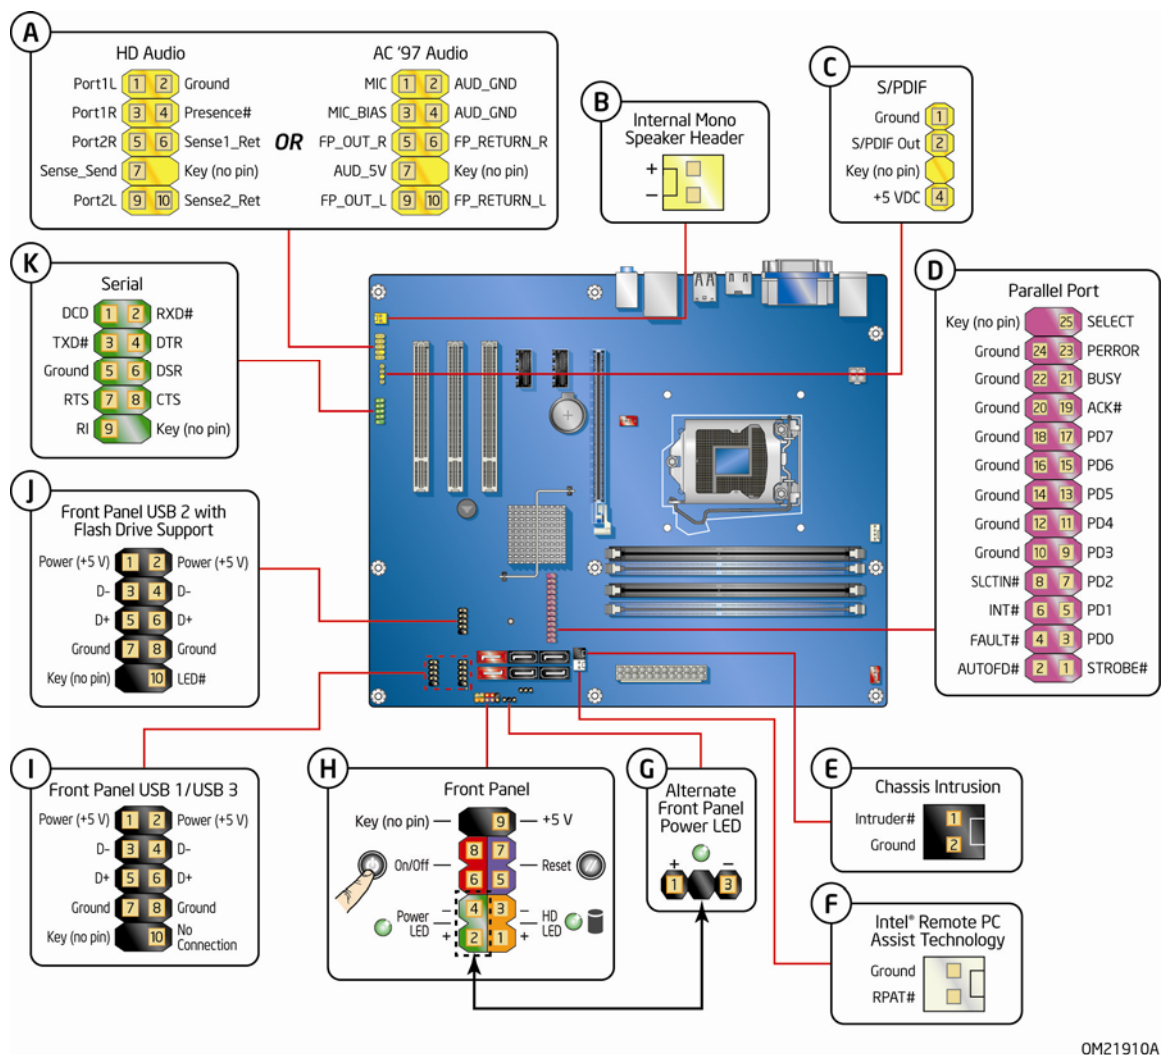 A
HD Audio
Port1L 1 2 Ground
Port1R 3 4 Presence#
Port2R 5 6 Sense1_Ret
Sense_Send 7 Key (no pin)
Port2L 9 10 Sense2_Ret
OR
AC '97 Audio
MIC 1 2 AUD_GND
MIC_BIAS 3 4 AUD_GND
FP_OUT_R 5 6 FP_RETURN_R
AUD_5V 7 Key (no pin)
FP_OUT_L 9 10 FP_RETURN_L
B
Internal Mono
Speaker Header
+
−
C
S/PDIF
Ground 1
S/PDIF Out 2
Key (no pin)
+5 VDC 4
K
Serial
DCD 1 2 RXD#
TXD# 3 4 DTR
Ground 5 6 DSR
RTS 7 8 CTS
RI 9 Key (no pin)
D
Parallel Port
Key (no pin) 25 SELECT
Ground 24 23 PERROR
Ground 22 21 BUSY
Ground 20 19 ACK#
Ground 18 17 PD7
Ground 16 15 PD6
Ground 14 13 PD5
Ground 12 11 PD4
Ground 10 9 PD3
SLCTIN# 8 7 PD2
INT# 6 5 PD1
FAULT# 4 3 PD0
AUTOFD# 2 1 STROBE#
J
Front Panel USB 2 with
Flash Drive Support
Power (+5 V) 1 2 Power (+5 V)
D- 3 4 D-
D+ 5 6 D+
Ground 7 8 Ground
Key (no pin) 10 LED#
I
Front Panel USB 1/USB 3
Power (+5 V) 1 2 Power (+5 V)
D- 3 4 D-
D+ 5 6 D+
Ground 7 8 Ground
Key (no pin) 10 No
Connection
H
Front Panel
Key (no pin) 9 +5 V
8 7
On/Off Reset
6 5
− 4 3 −
Power
LED
HD
LED
+ 2 1 +
G
Alternate
Front Panel
Power LED
+ −
1 3
E
Chassis Intrusion
Intruder# 1
Ground 2
F
Intel® Remote PC
Assist Technology
Ground
RPAT#
OM21910A